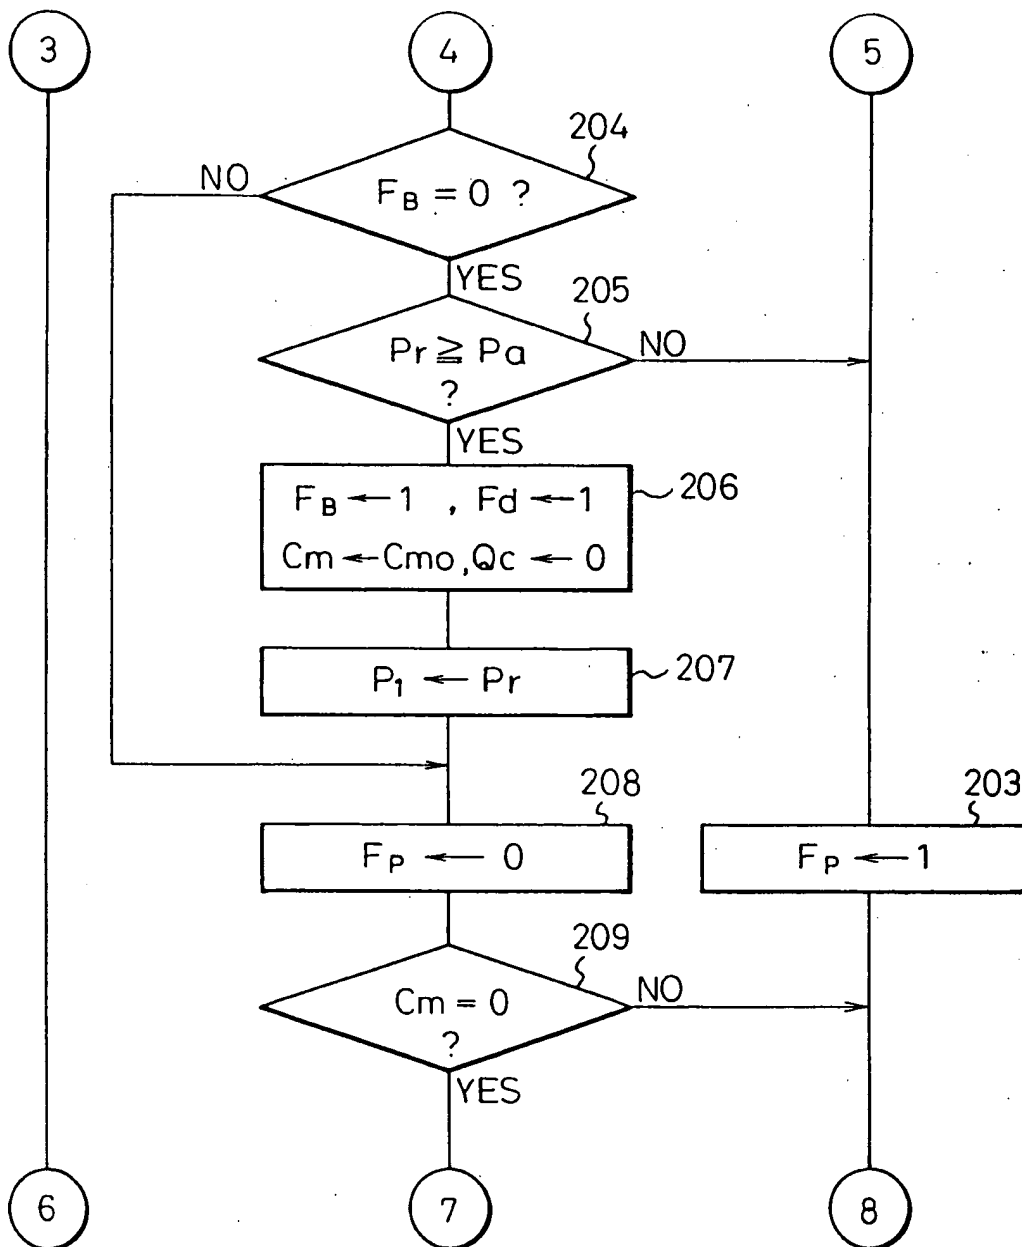 3
4
5
204
NO
F_B = 0 ?
YES
205
Pr ≧ Pa
?
NO
YES
206
F_B ← 1 , Fd ← 1
Cm ← Cmo, Qc ← 0
207
P₁ ← Pr
208
F_P ← 0
203
F_P ← 1
209
Cm = 0
?
NO
YES
6
7
8